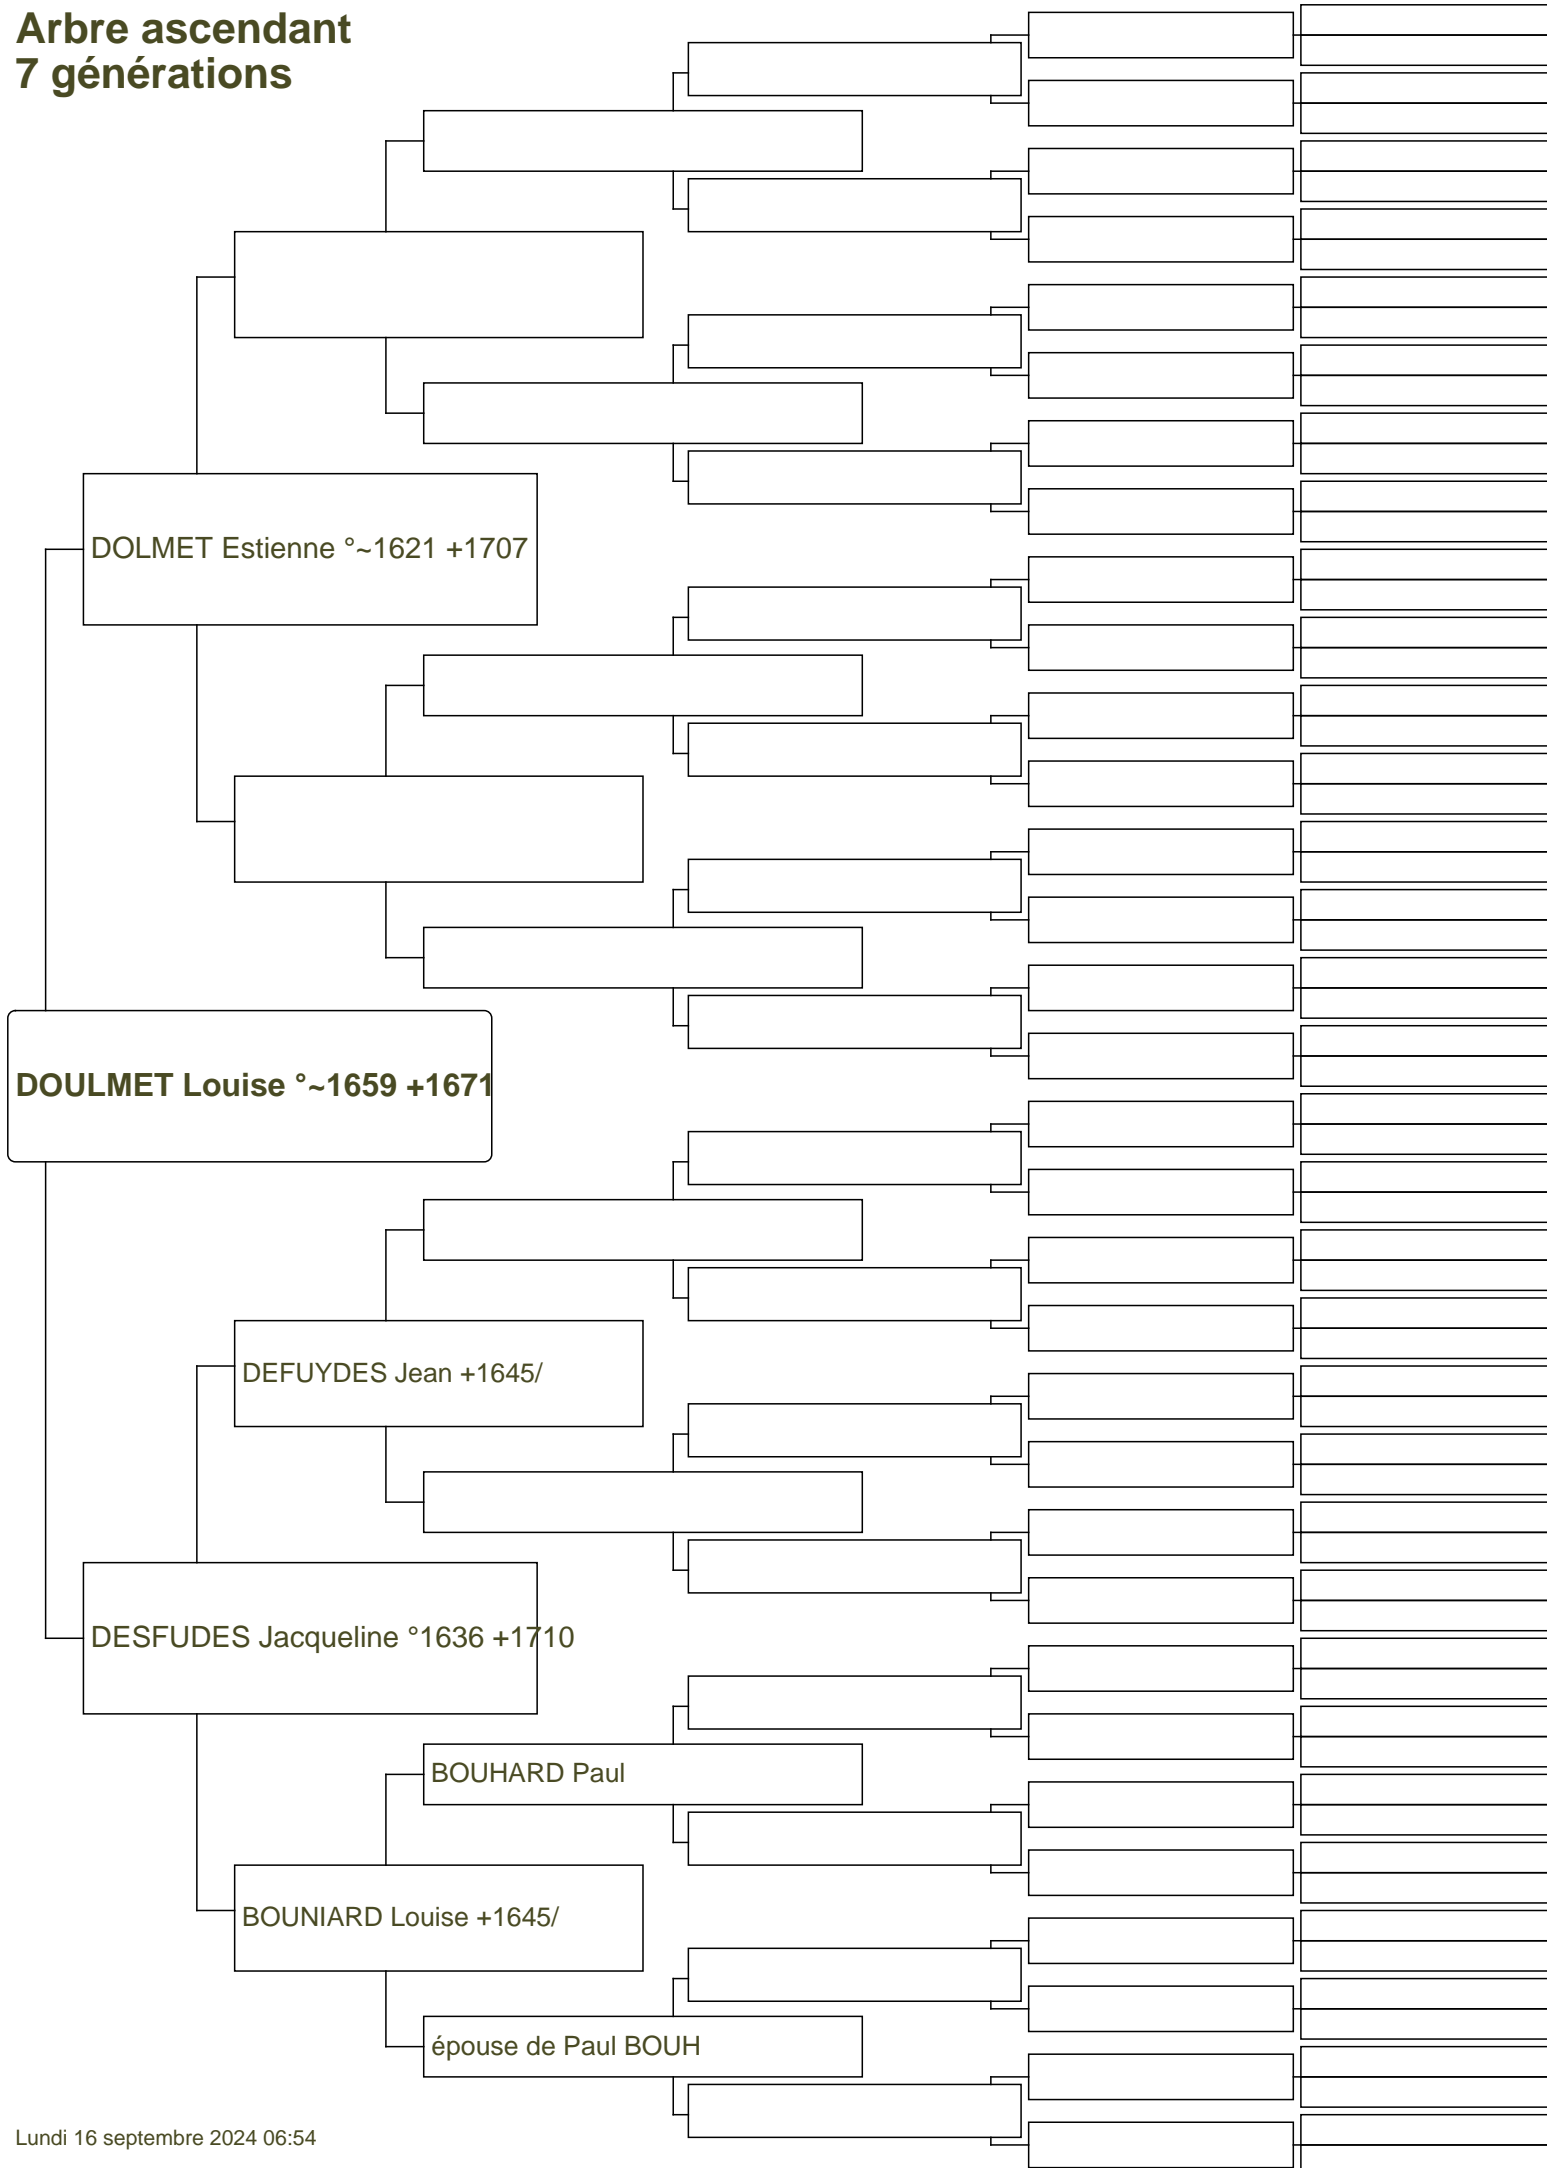 Arbre ascendant
7 générations
DOLMET Estienne °~1621 +1707
DOULMET Louise °~1659 +1671
DEFUYDES Jean +1645/
DESFUDES Jacqueline °1636 +1710
BOUHARD Paul
BOUNIARD Louise +1645/
épouse de Paul BOUH
Lundi 16 septembre 2024 06:54